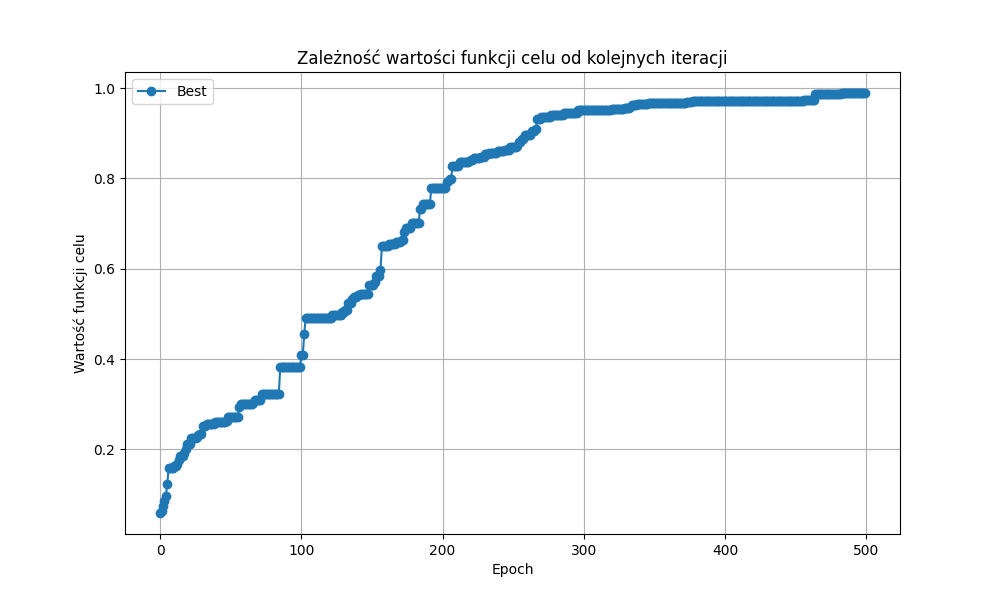 Zależność wartości funkcji celu od kolejnych iteracji
Best
Wartość funkcji celu
1.0
0.8
0.6
0.4
0.2
0 100 200 300 400 500
Epoch